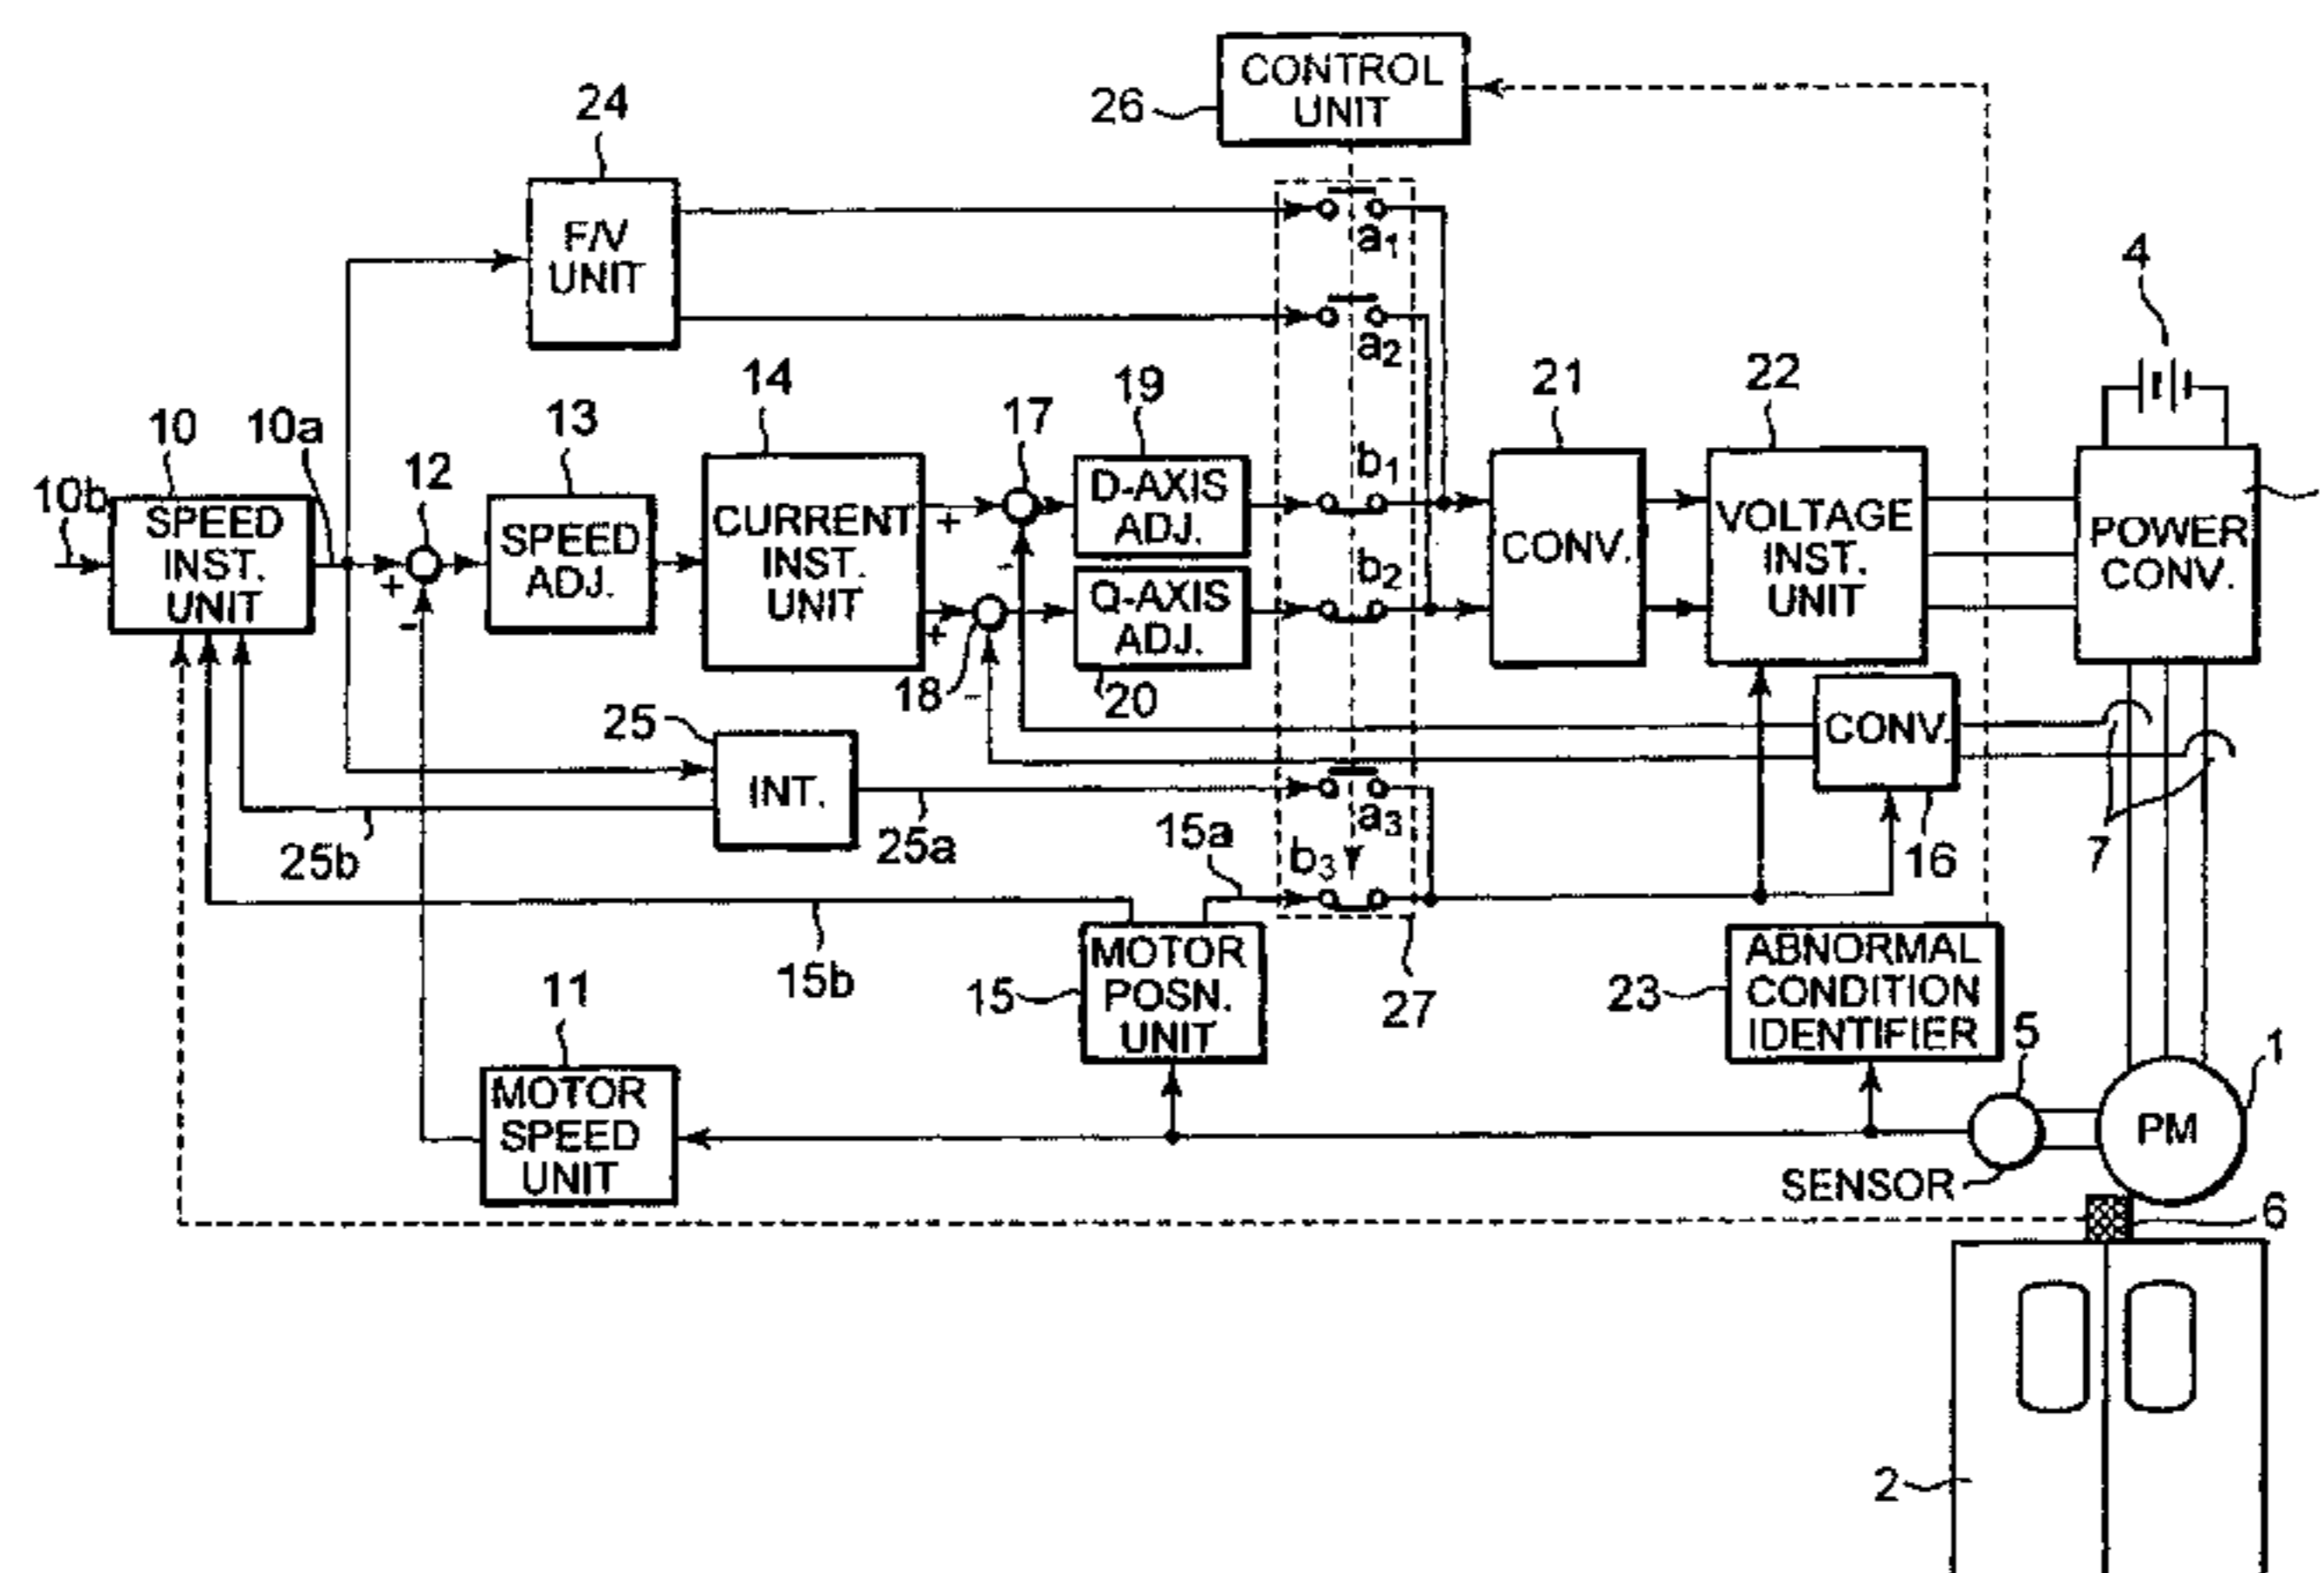 CONTROL
UNIT
26
24
F/V
UNIT
a1
a2
4
10
10a
10b
SPEED
INST.
UNIT
12
+
-
13
SPEED
ADJ.
14
CURRENT
INST.
UNIT
17
+
-
18
+
-
19
D-AXIS
ADJ.
Q-AXIS
ADJ.
20
b1
b2
21
CONV.
22
VOLTAGE
INST.
UNIT
POWER
CONV.
25
INT.
25a
25b
a3
b3
CONV.
16
7
15a
15b
15
MOTOR
POSN.
UNIT
27
23
ABNORMAL
CONDITION
IDENTIFIER
11
MOTOR
SPEED
UNIT
5
SENSOR
1
PM
6
2